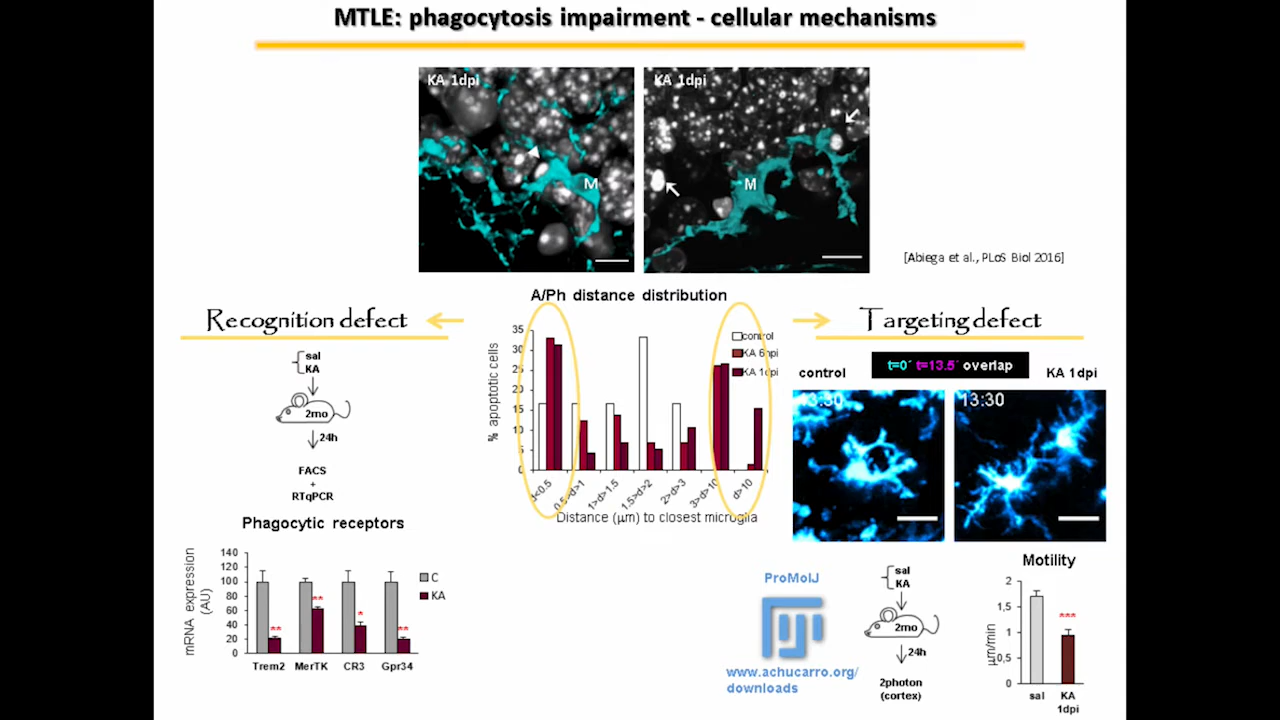 MTLE: phagocytosis impairment - cellular mechanisms
KA 1dpi
M
KA 1dpi
M
[Abiega et al., PLoS Biol 2016]
A/Ph distance distribution
Recognition defect
Targeting defect
sal
KA
2mo
24h
FACS
+
RTqPCR
Phagocytic receptors
mRNA expression
(AU)
140
120
100
80
60
40
20
0
**
**
*
**
C
KA
Trem2 MerTK CR3 Gpr34
% apoptotic cells
35
30
25
20
15
10
5
0
control
KA 6hpi
KA 1dpi
d<0.5
0.5>d>1
1>d>1.5
1.5>d>2
2>d>3
3>d>10
d>10
Distance (µm) to closest microglia
control
t=0´ t=13.5´ overlap
KA 1dpi
13:30
13:30
ProMoIJ
www.achucarro.org/
downloads
sal
KA
2mo
24h
2photon
(cortex)
Motility
µm/min
2
1,5
1
0,5
0
***
sal KA
1dpi